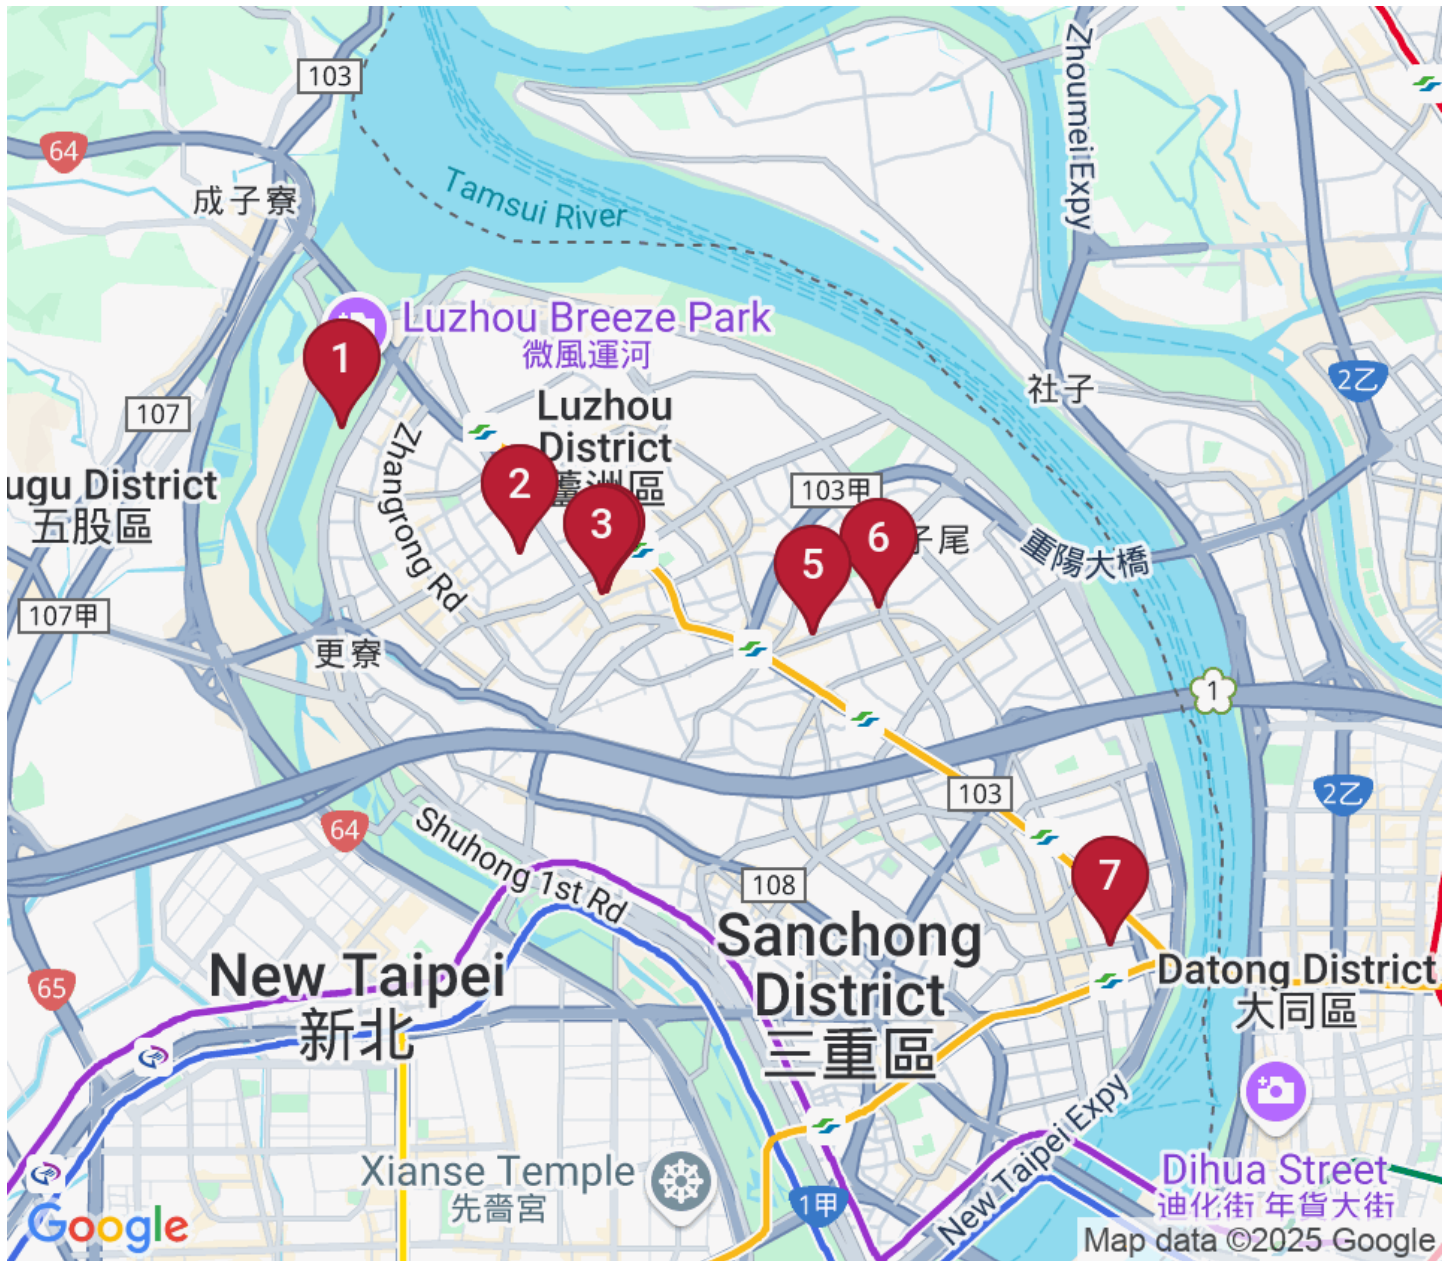 103
Zhoumei Expy
64
成子寮
Tamsui River
Luzhou Breeze Park
微風運河
1
2乙
社子
107
Luzhou
District
蘆洲區
Zhangrong Rd
2
103甲
ugu District
五股區
3
5
6
子尾
重陽大橋
107甲
更寮
1
103
2乙
64
Shuhong 1st Rd
108
7
Sanchong
District
三重區
New Taipei
新北
65
Datong District
大同區
New Taipei Expy
Xianse Temple
先嗇宮
1甲
Dihua Street
迪化街 年貨大街
Google
Map data ©2025 Google